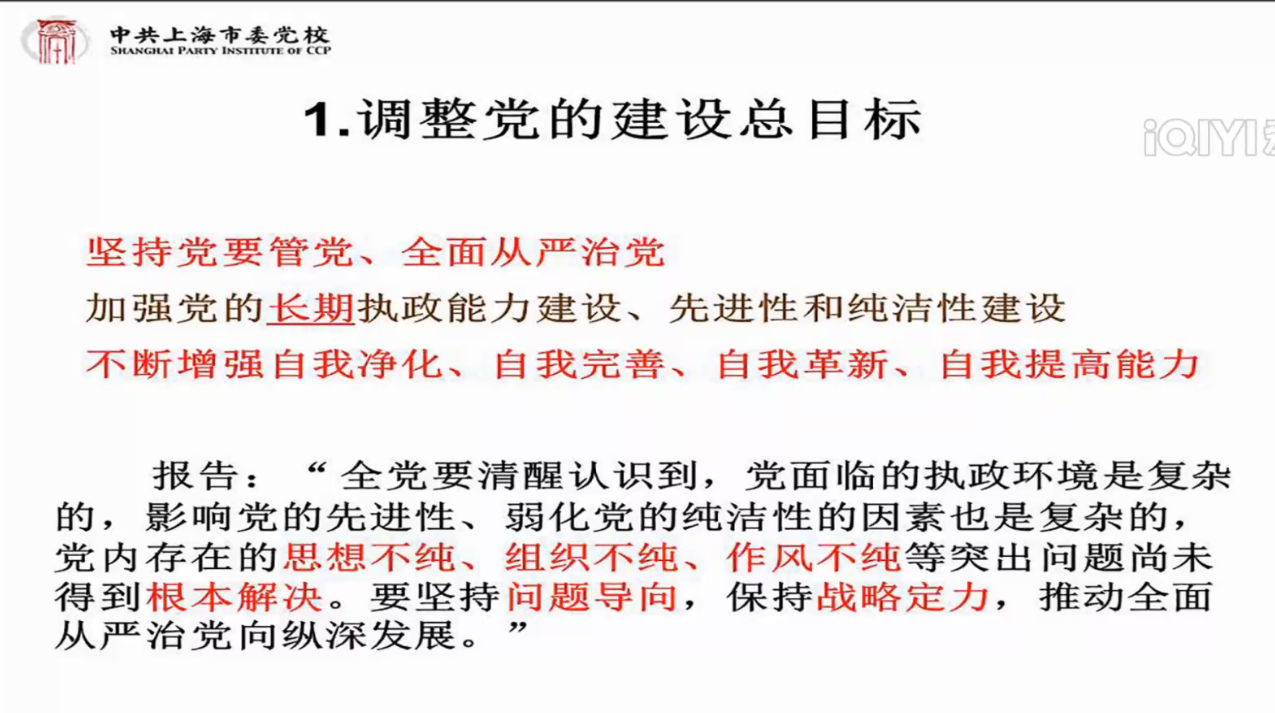 中共上海市委党校
SHANGHAI PARTY INSTITUTE OF CCP
1.调整党的建设总目标
iQIYI
坚持党要管党、全面从严治党
加强党的长期执政能力建设、先进性和纯洁性建设
不断增强自我净化、自我完善、自我革新、自我提高能力
报告：“全党要清醒认识到，党面临的执政环境是复杂
的，影响党的先进性、弱化党的纯洁性的因素也是复杂的，
党内存在的思想不纯、组织不纯、作风不纯等突出问题尚未
得到根本解决。要坚持问题导向，保持战略定力，推动全面
从严治党向纵深发展。”